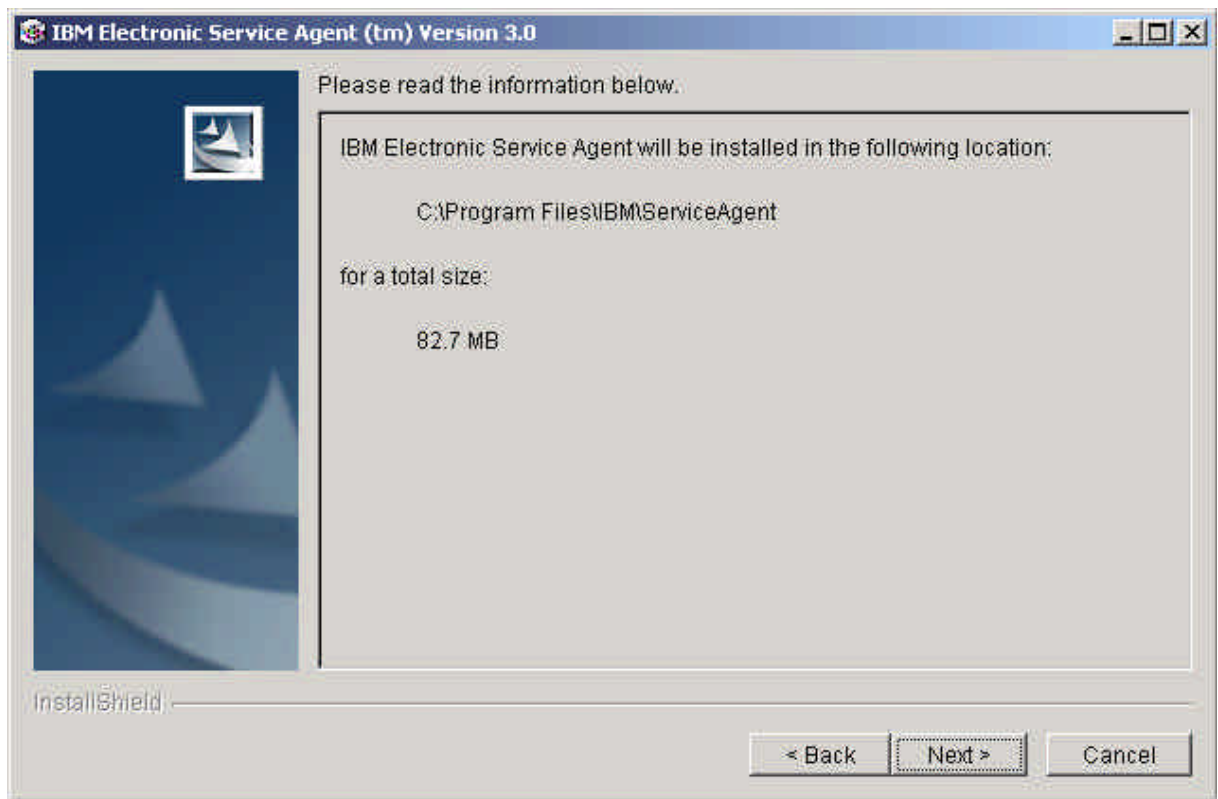 IBM Electronic Service Agent (tm) Version 3.0
Please read the information below.
IBM Electronic Service Agent will be installed in the following location:
C:\Program Files\IBM\ServiceAgent
for a total size:
82.7 MB
InstallShield
< Back Next > Cancel